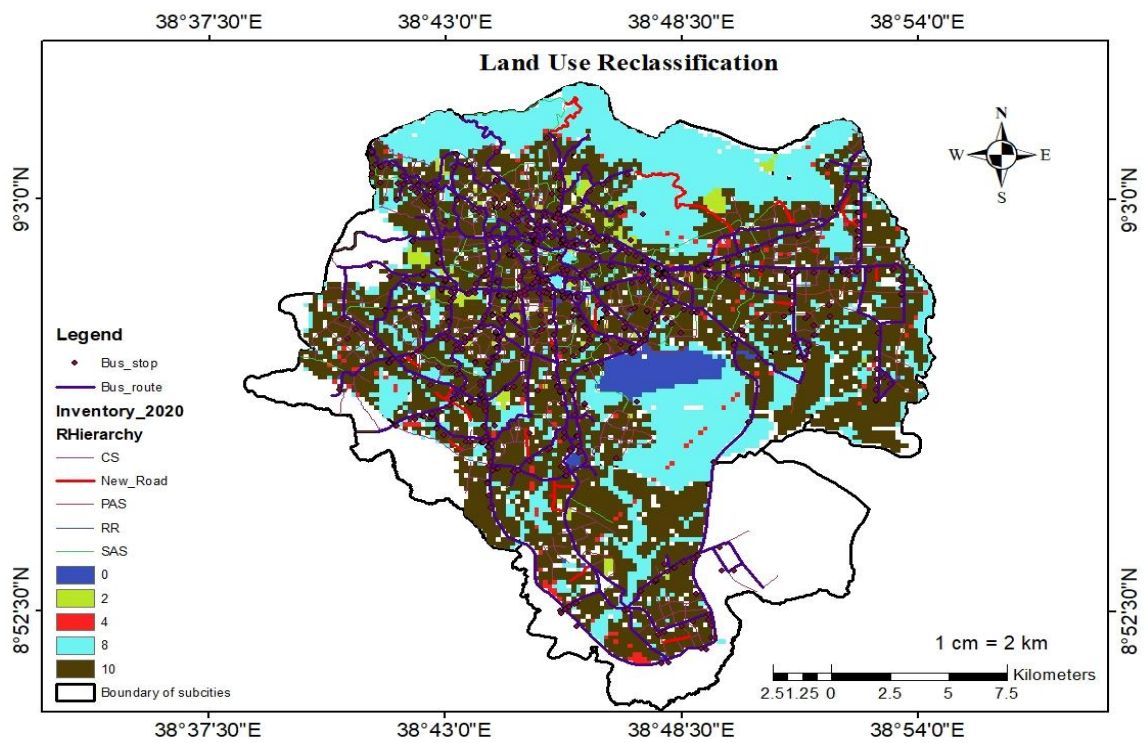 38°37'30"E 38°43'0"E 38°48'30"E 38°54'0"E
Land Use Reclassification
N
W E
S
9°3'0"N 9°3'0"N
Legend
Bus_stop
Bus_route
Inventory_2020
RHierarchy
CS
New_Road
PAS
RR
SAS
0
2
4
8
10
Boundary of subcities
8°52'30"N 8°52'30"N
1 cm = 2 km
Kilometers
2.51.25 0 2.5 5 7.5
38°37'30"E 38°43'0"E 38°48'30"E 38°54'0"E